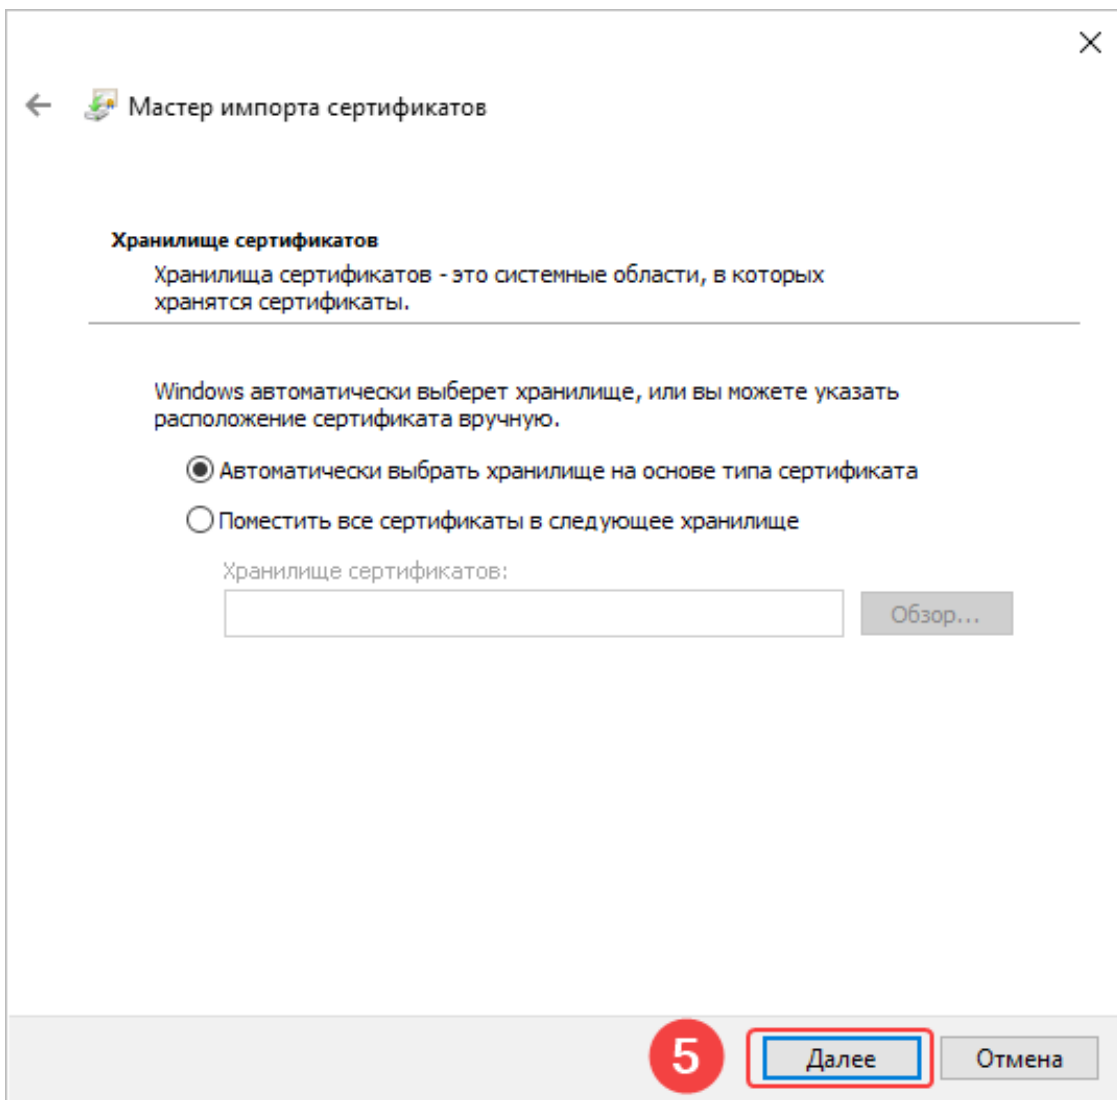 Мастер импорта сертификатов
Хранилище сертификатов
Хранилища сертификатов - это системные области, в которых
хранятся сертификаты.
Windows автоматически выберет хранилище, или вы можете указать
расположение сертификата вручную.
Автоматически выбрать хранилище на основе типа сертификата
Поместить все сертификаты в следующее хранилище
Хранилище сертификатов:
Обзор...
5 Далее Отмена